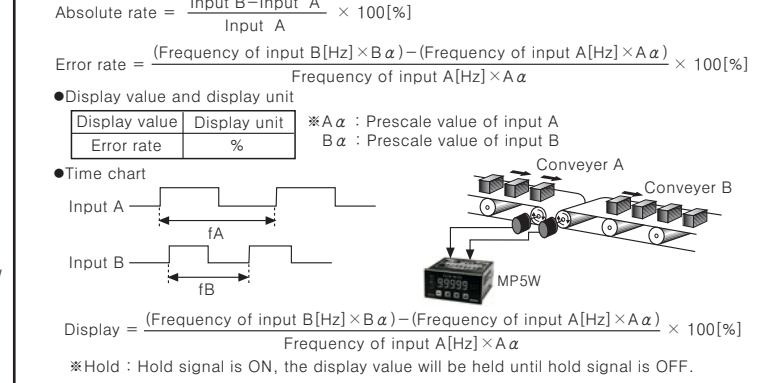 Absolute rate = Input B−Input A / Input A × 100[%]
Error rate = (Frequency of input B[Hz]×Bα)−(Frequency of input A[Hz]×Aα) / Frequency of input A[Hz]×Aα × 100[%]
●Display value and display unit
Display value Display unit
Error rate %
※Aα : Prescale value of input A
Bα : Prescale value of input B
●Time chart
Input A
fA
Input B
fB
Conveyer A
Conveyer B
99999
MP5W
Display = (Frequency of input B[Hz]×Bα)−(Frequency of input A[Hz]×Aα) / Frequency of input A[Hz]×Aα × 100[%]
※Hold : Hold signal is ON, the display value will be held until hold signal is OFF.